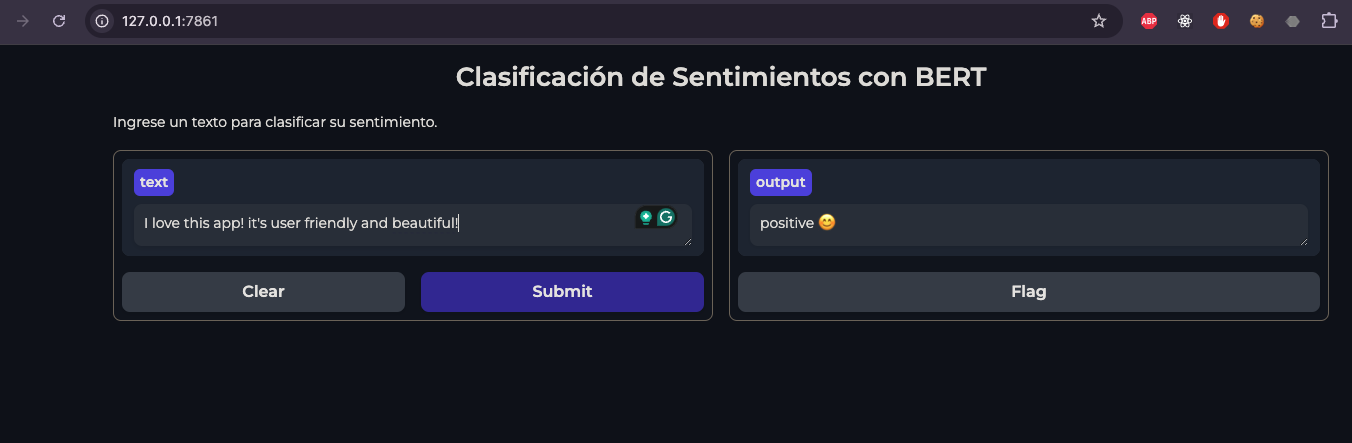 127.0.0.1:7861
ABP
Clasificación de Sentimientos con BERT
Ingrese un texto para clasificar su sentimiento.
text
I love this app! it's user friendly and beautiful!
output
positive 😊
Clear
Submit
Flag